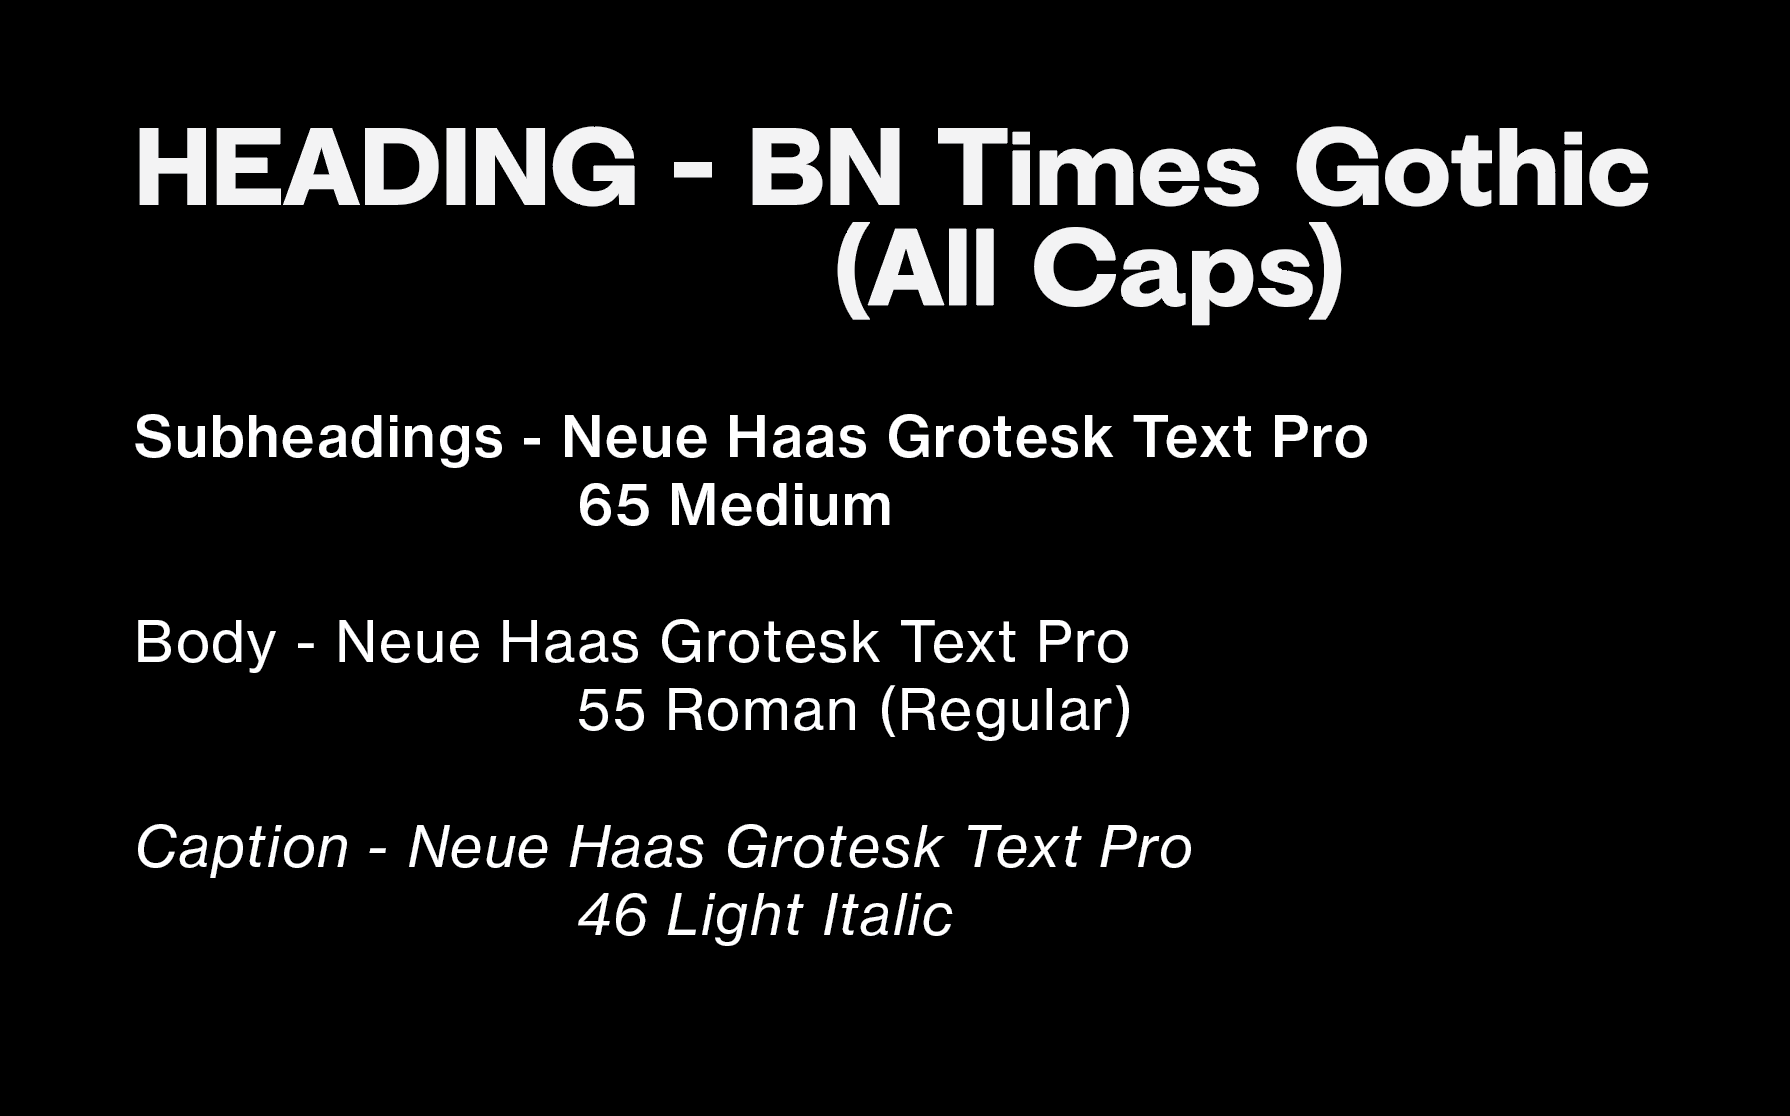 HEADING - BN Times Gothic
(All Caps)
Subheadings - Neue Haas Grotesk Text Pro
65 Medium
Body - Neue Haas Grotesk Text Pro
55 Roman (Regular)
Caption - Neue Haas Grotesk Text Pro
46 Light Italic